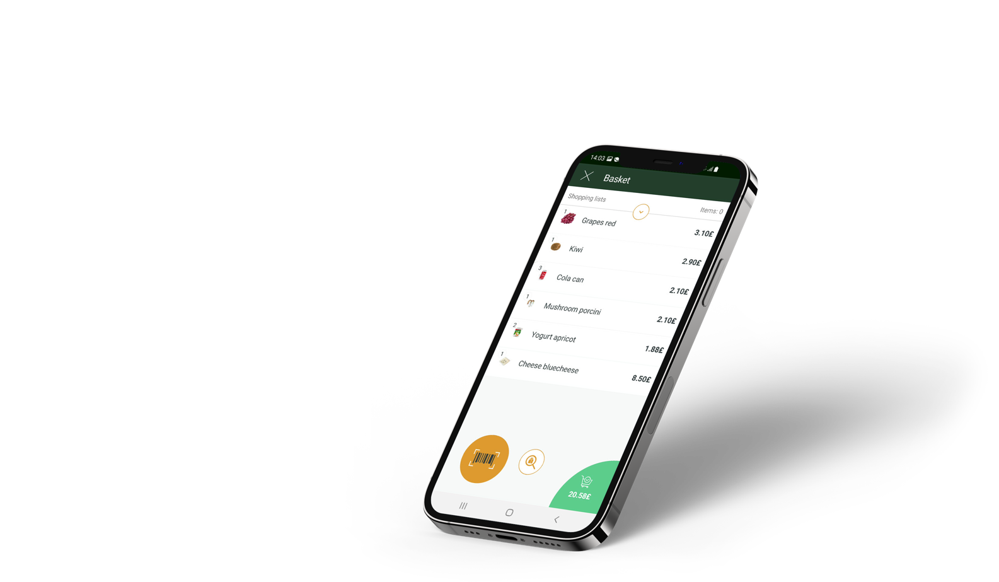 14:03
Basket
Shopping lists Items: 0
1 Grapes red 3.10£
1 Kiwi 2.90£
3 Cola can 2.10£
1 Mushroom porcini 2.10£
2 Yogurt apricot 1.88£
1 Cheese bluecheese 8.50£
20.58£